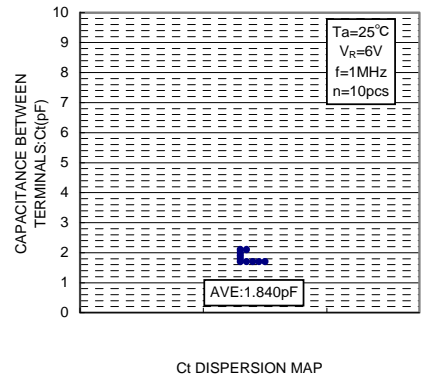 CAPACITANCE BETWEEN
TERMINALS:Ct(pF)
10
9
8
7
6
5
4
3
2
1
0
Ta=25℃
V_R=6V
f=1MHz
n=10pcs
AVE:1.840pF
Ct DISPERSION MAP